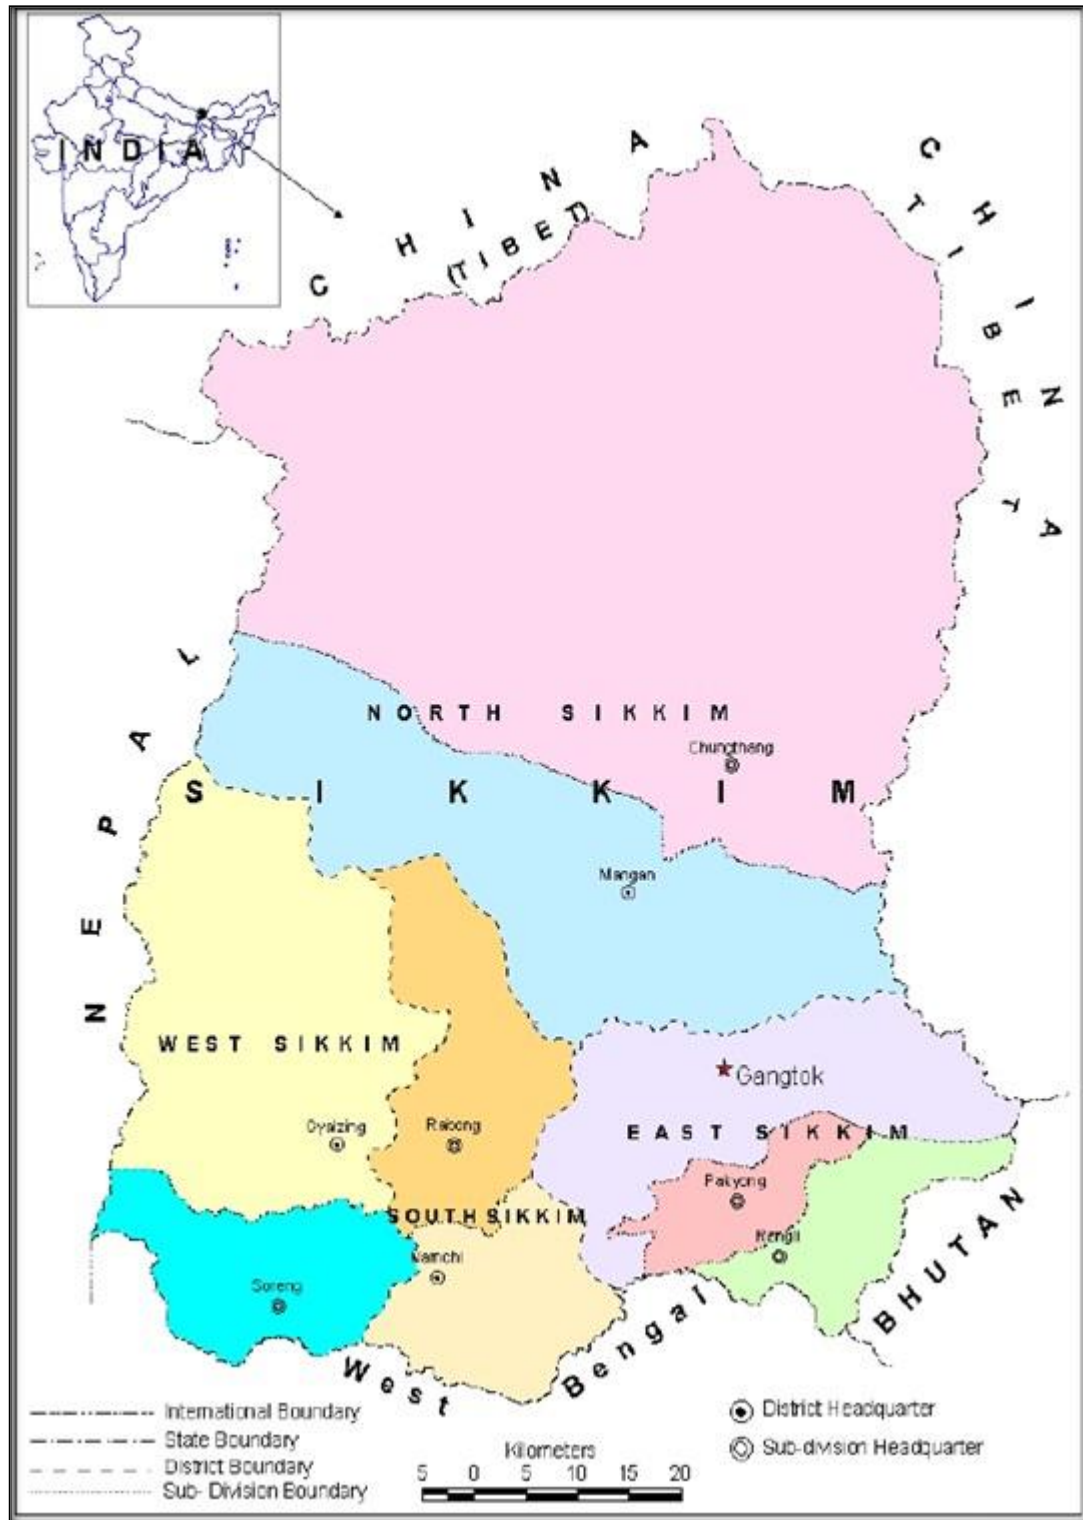 INDIA
CHINA
(TIBET)
CHINA
TIBET
NEPAL
NORTH SIKKIM
Chungthang
SIKKIM
Mangan
WEST SIKKIM
Gangtok
Gyalzing
Rabong
EAST SIKKIM
Pakyong
SOUTH SIKKIM
Rongli
Namchi
BHUTAN
Soreng
West Bengal
International Boundary
State Boundary
District Boundary
Sub- Division Boundary
Kilometers
5 0 5 10 15 20
District Headquarter
Sub-division Headquarter